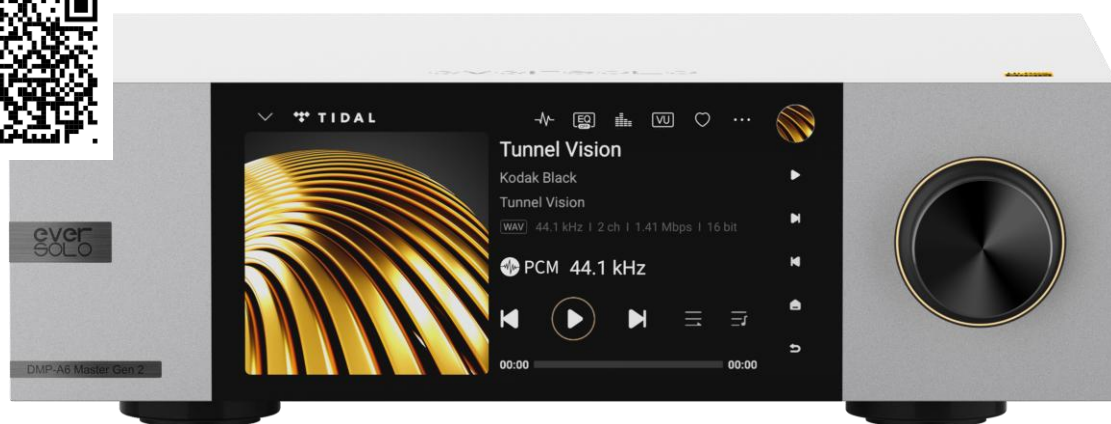 TIDAL
EQ
OFF
VU
Tunnel Vision
Kodak Black
Tunnel Vision
WAV 44.1 kHz I 2 ch I 1.41 Mbps I 16 bit
PCM 44.1 kHz
00:00 00:00
ever
SOLO
DMP-A6 Master Gen 2